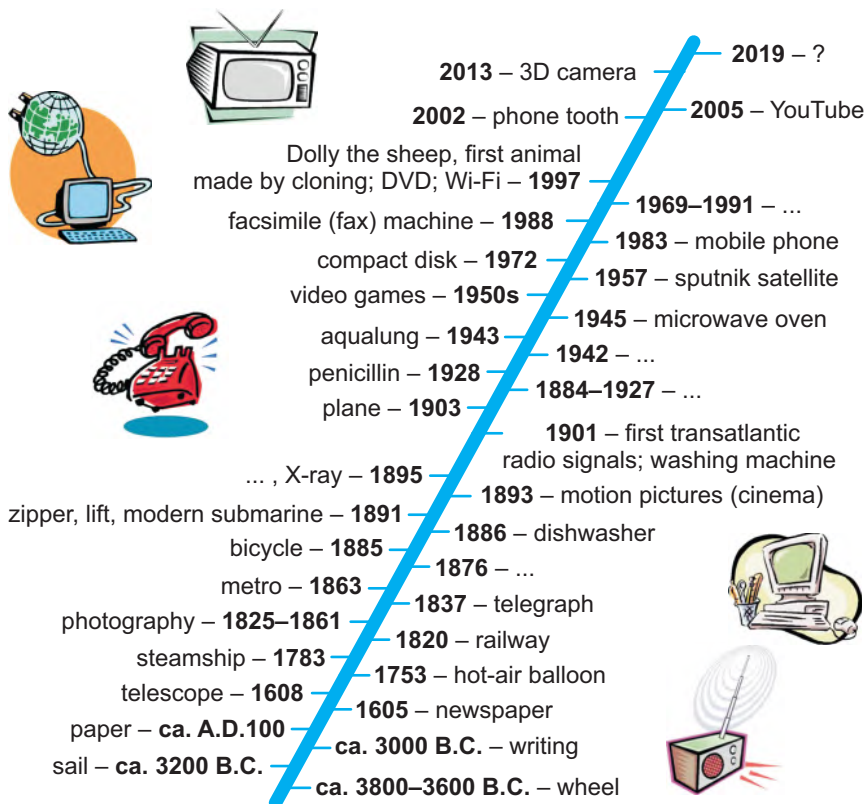 2019 – ?
2013 – 3D camera
2005 – YouTube
2002 – phone tooth
Dolly the sheep, first animal
made by cloning; DVD; Wi-Fi – 1997
1969–1991 – ...
facsimile (fax) machine – 1988
1983 – mobile phone
compact disk – 1972
1957 – sputnik satellite
video games – 1950s
1945 – microwave oven
aqualung – 1943
1942 – ...
penicillin – 1928
1884–1927 – ...
plane – 1903
1901 – first transatlantic
radio signals; washing machine
... , X-ray – 1895
1893 – motion pictures (cinema)
zipper, lift, modern submarine – 1891
1886 – dishwasher
bicycle – 1885
1876 – ...
metro – 1863
1837 – telegraph
photography – 1825–1861
1820 – railway
steamship – 1783
1753 – hot-air balloon
telescope – 1608
1605 – newspaper
paper – ca. A.D.100
ca. 3000 B.C. – writing
sail – ca. 3200 B.C.
ca. 3800–3600 B.C. – wheel